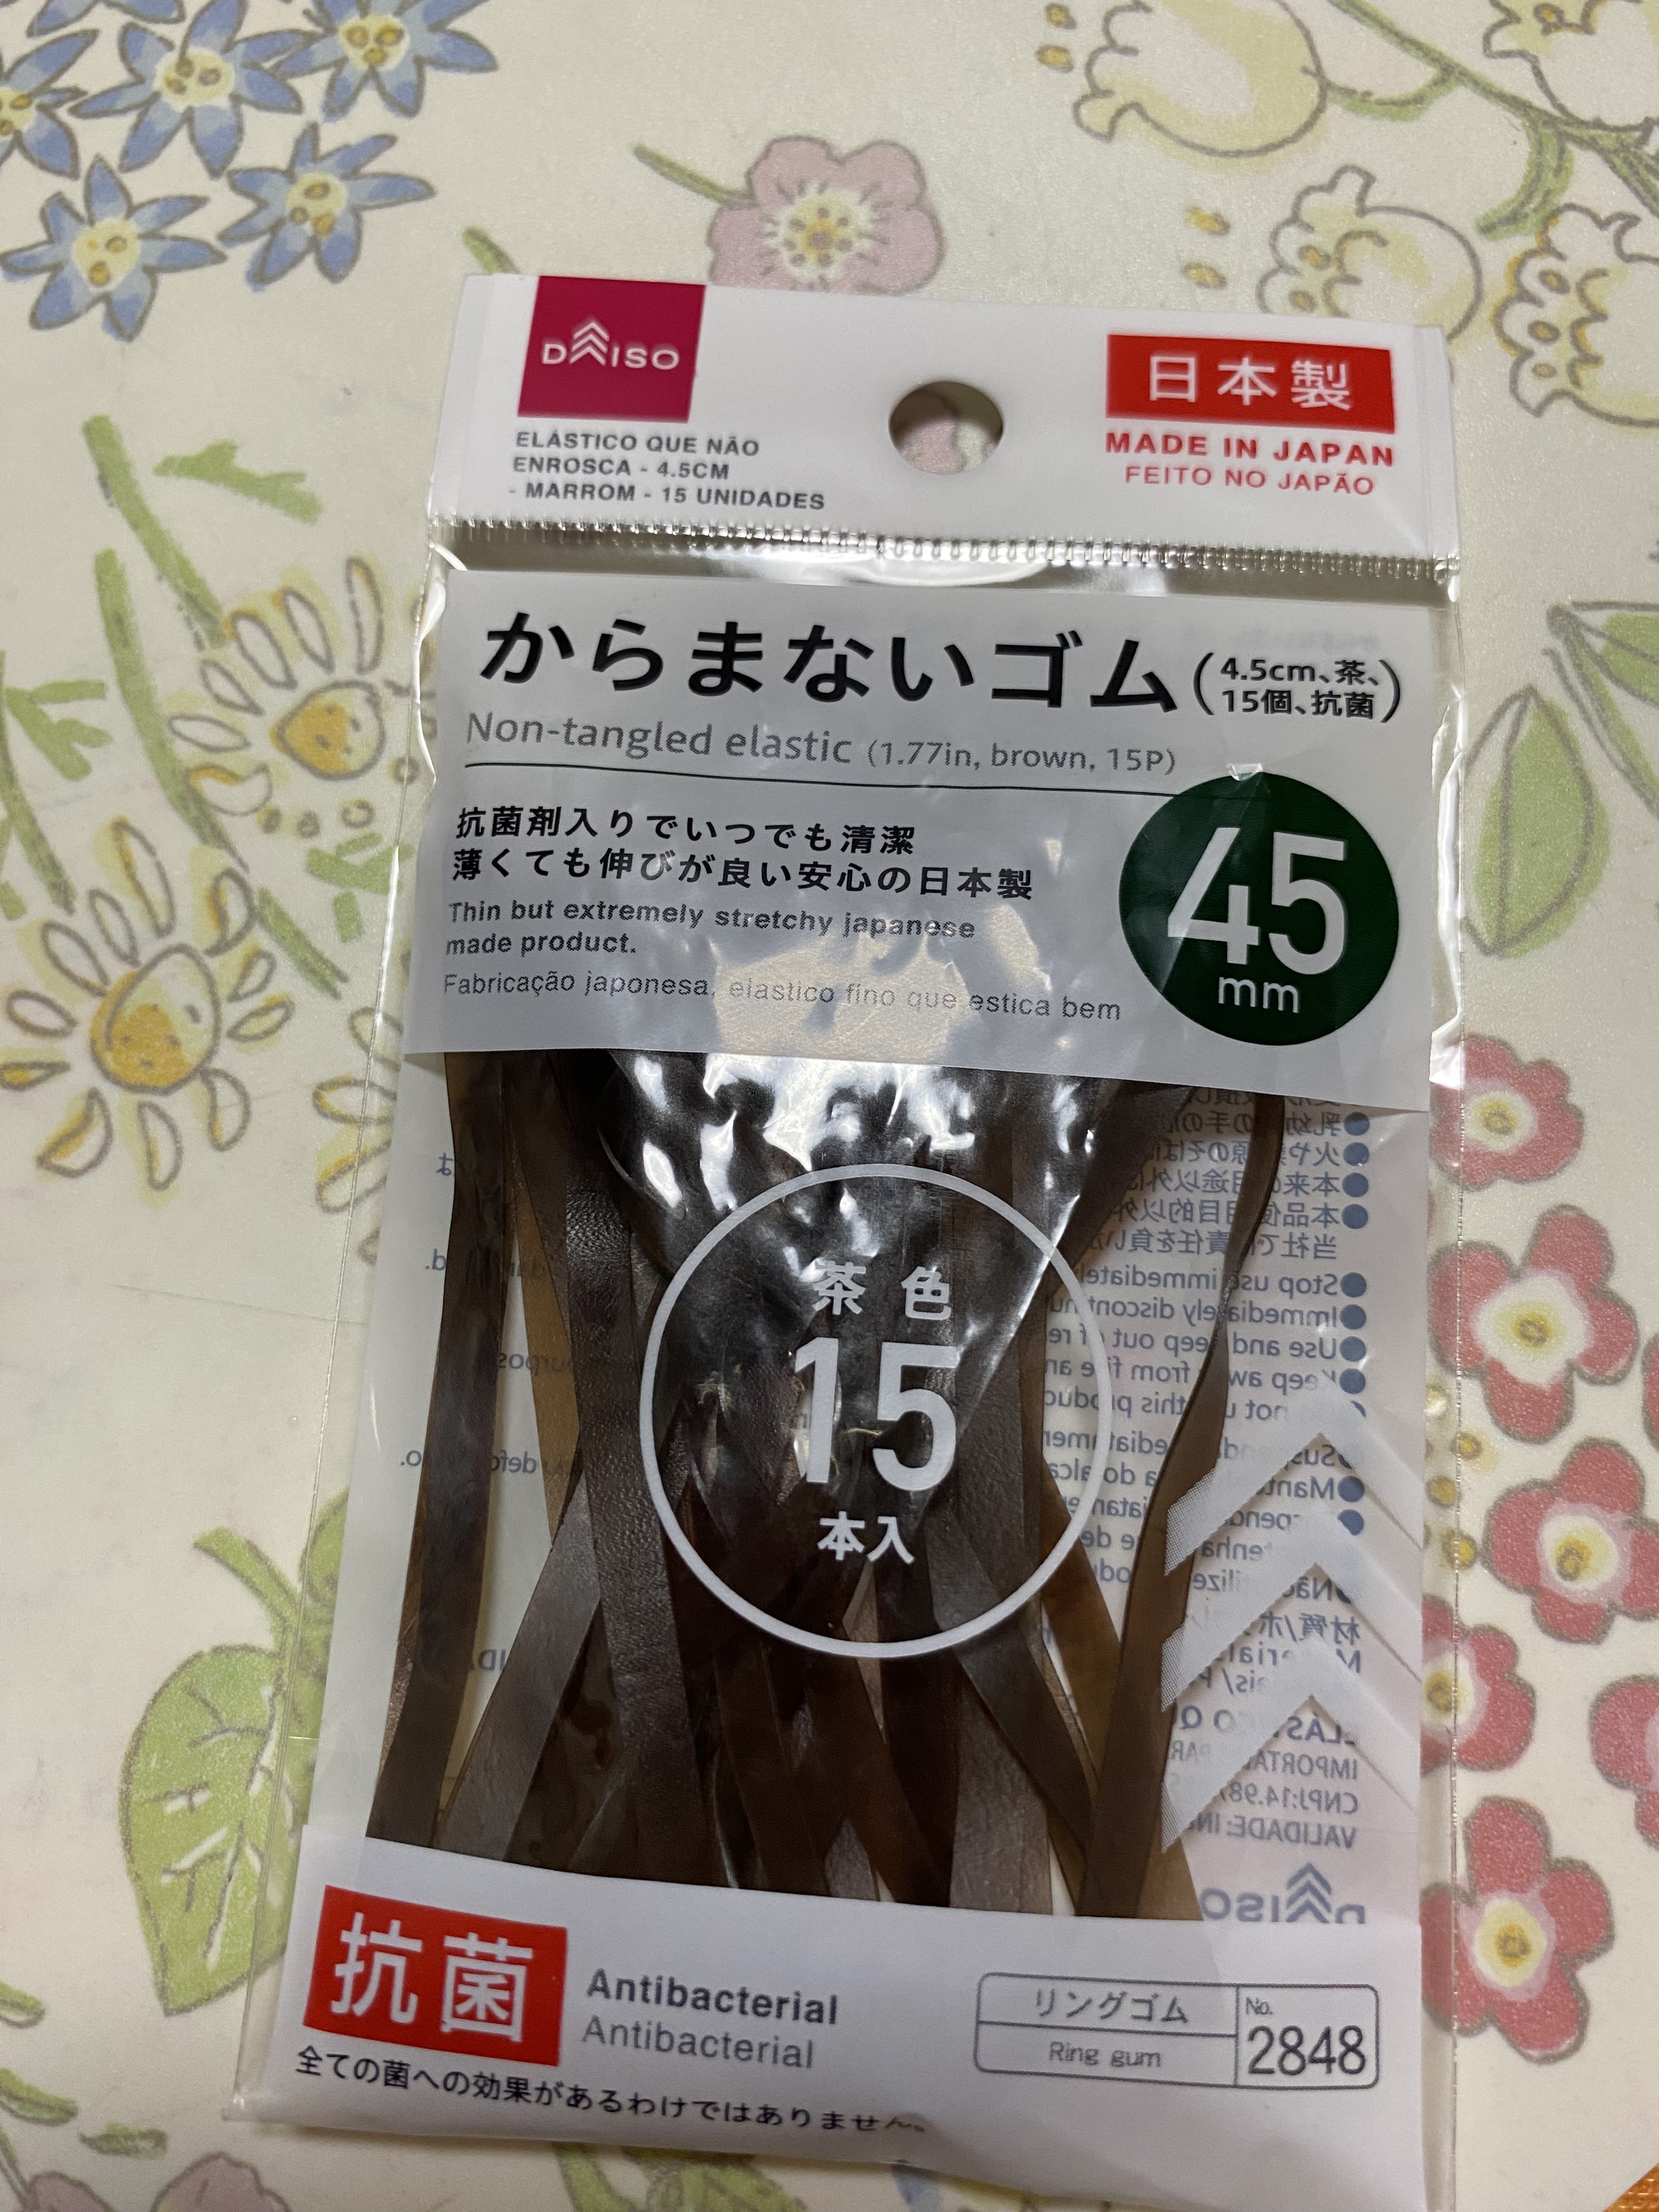 DAISO
ELÁSTICO QUE NÃO
ENROSCA - 4.5CM
- MARROM - 15 UNIDADES
日本製
MADE IN JAPAN
FEITO NO JAPÃO
からまないゴム(4.5cm、茶、15個、抗菌)
Non-tangled elastic (1.77in, brown, 15P)
抗菌剤入りでいつでも清潔
薄くても伸びが良い安心の日本製
Thin but extremely stretchy japanese
made product.
Fabricação japonesa, elastico fino que estica bem
45
mm
茶色
15
本入
抗菌
Antibacterial
Antibacterial
全ての菌への効果があるわけではありません。
リングゴム
Ring gum
No.
2848